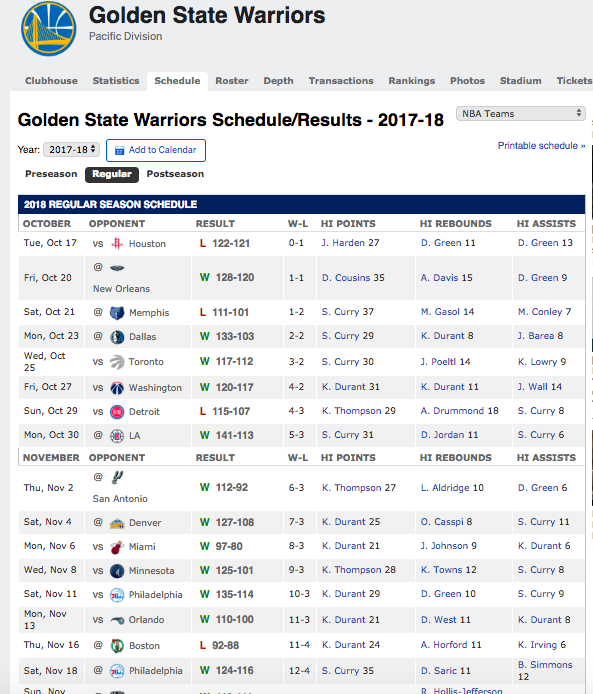 Golden State Warriors
Pacific Division
Clubhouse Statistics Schedule Roster Depth Transactions Rankings Photos Stadium Tickets
Golden State Warriors Schedule/Results - 2017-18 NBA Teams
Year: 2017-18 Add to Calendar Printable schedule »
Preseason Regular Postseason
2018 REGULAR SEASON SCHEDULE
OCTOBER OPPONENT RESULT W-L HI POINTS HI REBOUNDS HI ASSISTS
Tue, Oct 17 vs Houston L 122-121 0-1 J. Harden 27 D. Green 11 D. Green 13
Fri, Oct 20 @ New Orleans W 128-120 1-1 D. Cousins 35 A. Davis 15 D. Green 9
Sat, Oct 21 @ Memphis L 111-101 1-2 S. Curry 37 M. Gasol 14 M. Conley 7
Mon, Oct 23 @ Dallas W 133-103 2-2 S. Curry 29 K. Durant 8 J. Barea 8
Wed, Oct 25 vs Toronto W 117-112 3-2 S. Curry 30 J. Poeltl 14 K. Lowry 9
Fri, Oct 27 vs Washington W 120-117 4-2 K. Durant 31 K. Durant 11 J. Wall 14
Sun, Oct 29 vs Detroit L 115-107 4-3 K. Thompson 29 A. Drummond 18 S. Curry 8
Mon, Oct 30 @ LA W 141-113 5-3 S. Curry 31 D. Jordan 11 S. Curry 6
NOVEMBER OPPONENT RESULT W-L HI POINTS HI REBOUNDS HI ASSISTS
Thu, Nov 2 @ San Antonio W 112-92 6-3 K. Thompson 27 L. Aldridge 10 D. Green 6
Sat, Nov 4 @ Denver W 127-108 7-3 K. Durant 25 O. Casspi 8 S. Curry 11
Mon, Nov 6 vs Miami W 97-80 8-3 K. Durant 21 J. Johnson 9 K. Durant 6
Wed, Nov 8 vs Minnesota W 125-101 9-3 K. Thompson 28 K. Towns 12 S. Curry 8
Sat, Nov 11 vs Philadelphia W 135-114 10-3 K. Durant 29 D. Green 10 S. Curry 9
Mon, Nov 13 vs Orlando W 110-100 11-3 K. Durant 21 D. West 11 K. Durant 8
Thu, Nov 16 @ Boston L 92-88 11-4 K. Durant 24 A. Horford 11 K. Irving 6
Sat, Nov 18 @ Philadelphia W 124-116 12-4 S. Curry 35 D. Saric 11 B. Simmons 12
Sun, Nov R. Hollis-Jefferson